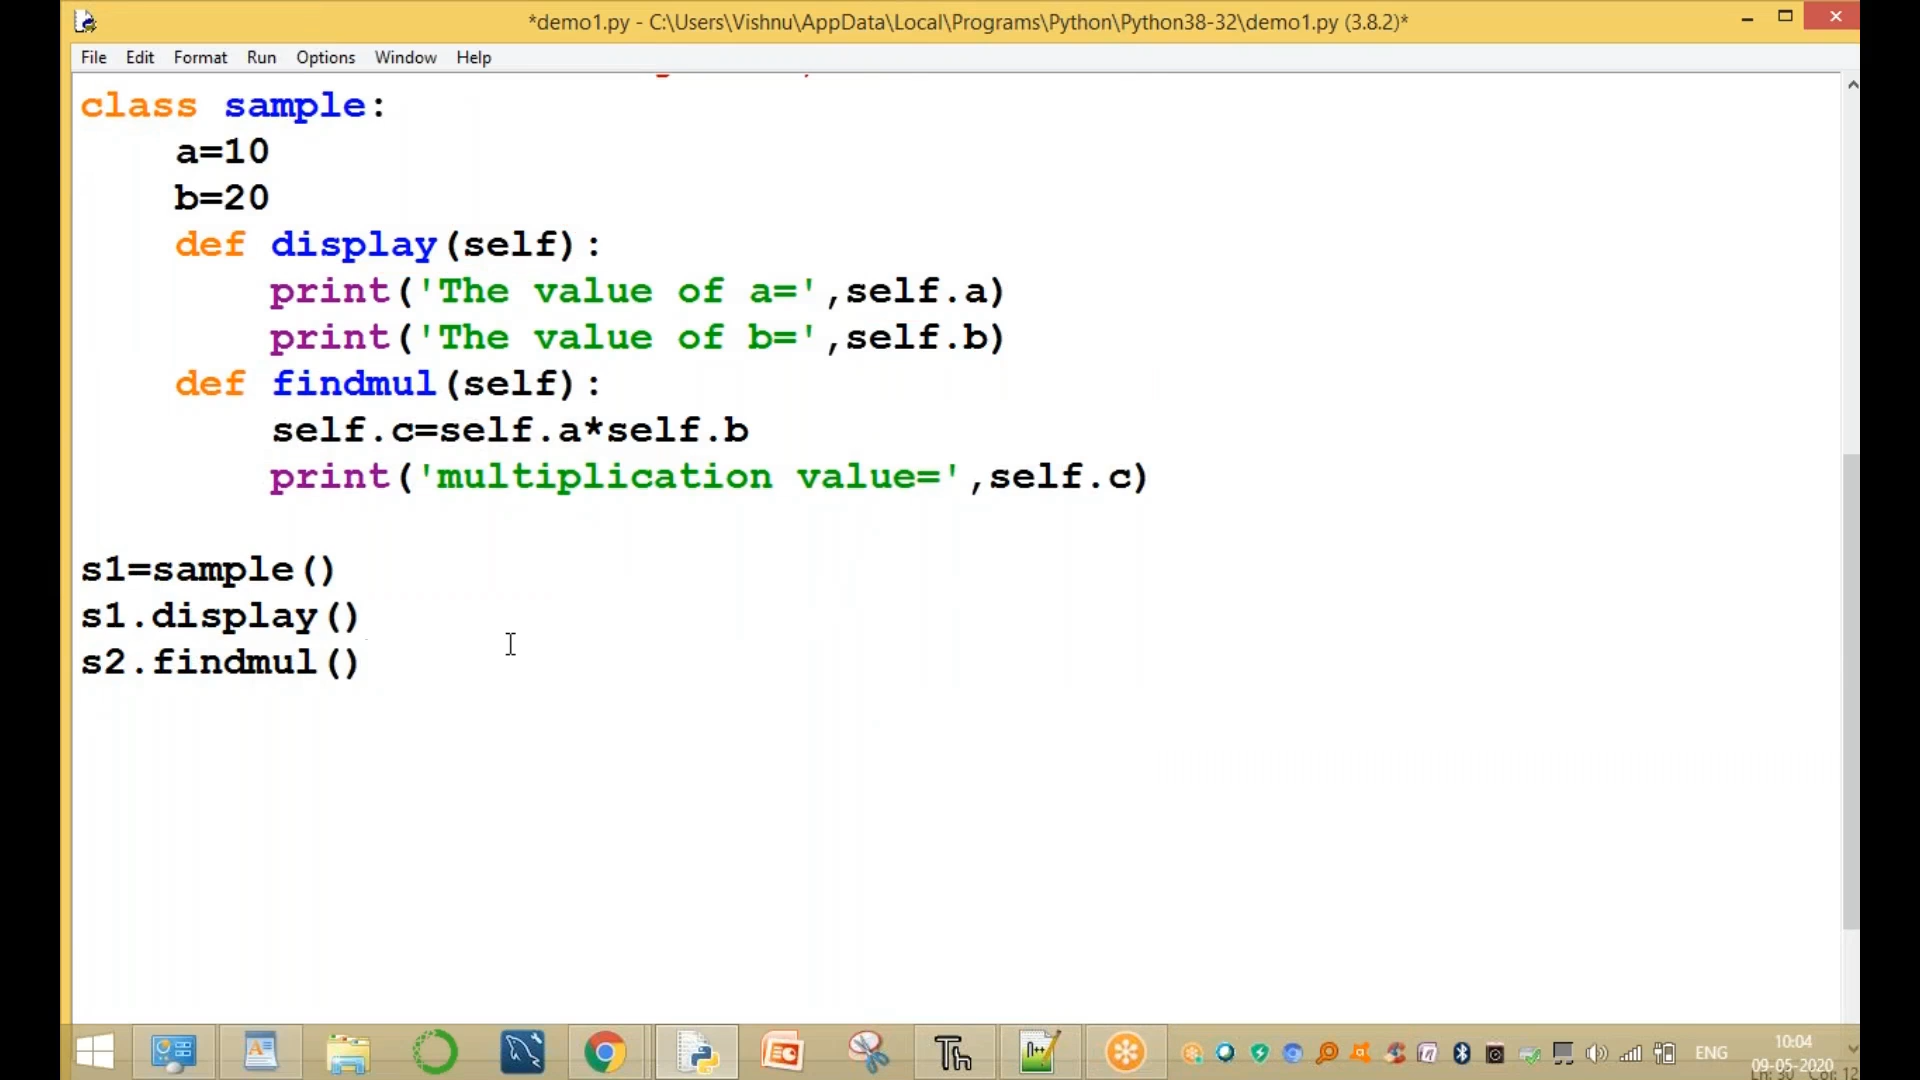 *demo1.py - C:\Users\Vishnu\AppData\Local\Programs\Python\Python38-32\demo1.py (3.8.2)*
File Edit Format Run Options Window Help
class sample:
    a=10
    b=20
    def display(self):
        print('The value of a=',self.a)
        print('The value of b=',self.b)
    def findmul(self):
        self.c=self.a*self.b
        print('multiplication value=',self.c)
s1=sample()
s1.display()
s2.findmul()
Th
ENG
10:04
09-05-2020